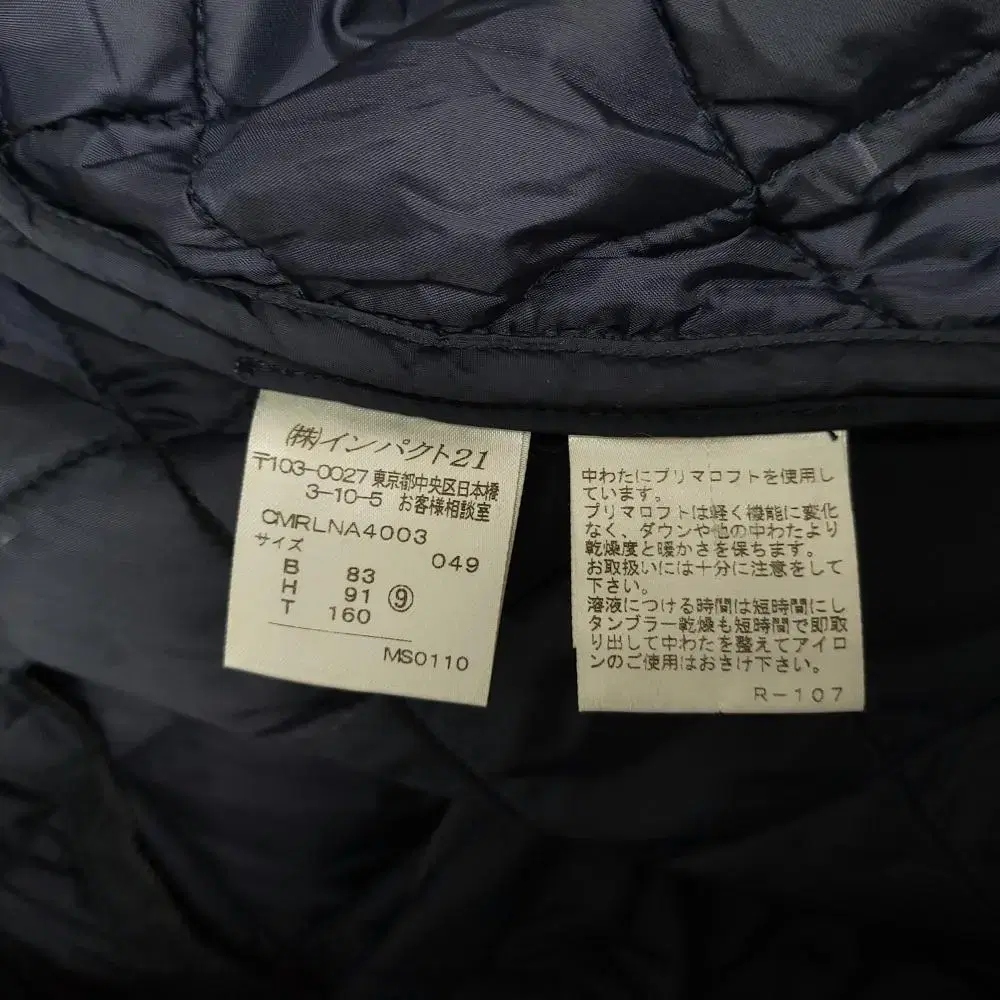 ㈱インパクト21
〒103-0027 東京都中央区日本橋
3-10-5 お客様相談室
CMRLNA4003
サイズ 049
B 83
H 91 ⑨
T 160
MS0110
中わたにプリマロフトを使用し
ています。
プリマロフトは軽く機能に変化
なく、ダウンや他の中わたより
乾燥度と暖かさを保ちます。
お取扱いには十分に注意をして
下さい。
溶液につける時間は短時間にし
タンブラー乾燥も短時間で即取
り出して中わたを整えてアイロ
ンのご使用はおさけ下さい。
R-107